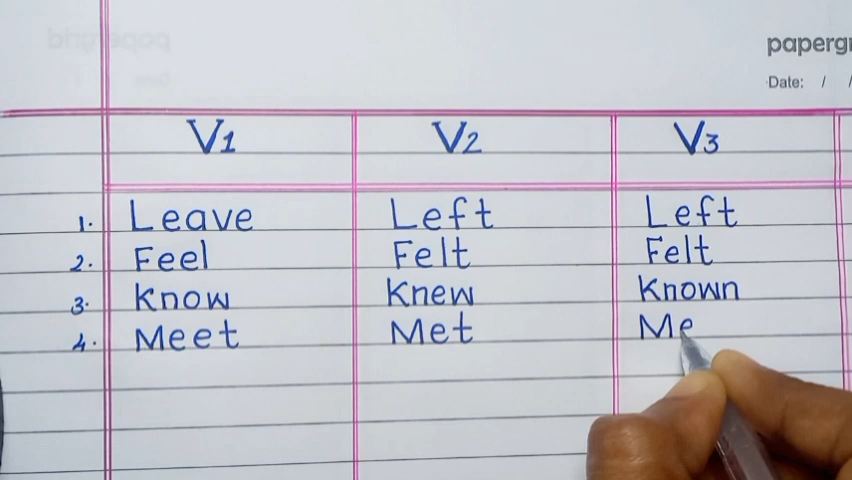 paperg
Date: / /
V1 V2 V3
1. Leave Left Left
2. Feel Felt Felt
3. Know Knew Known
4. Meet Met Me